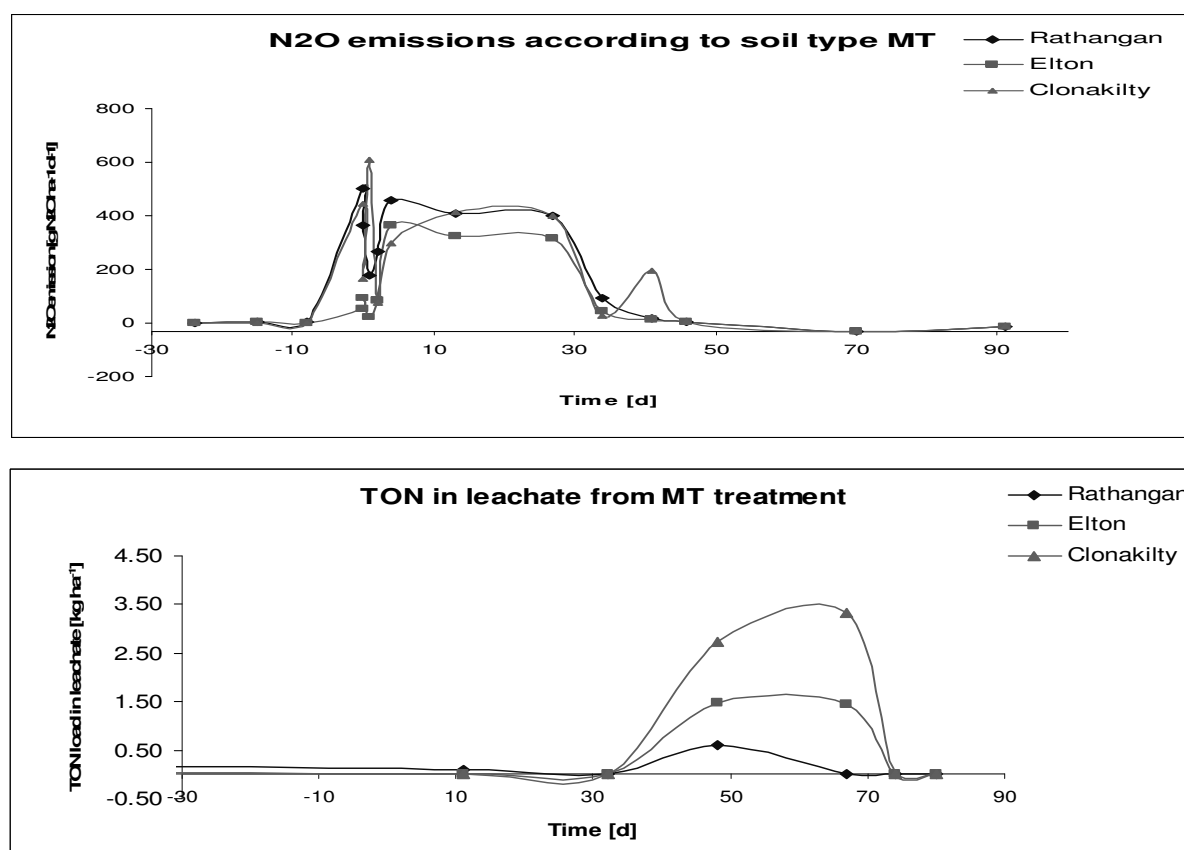 N2O emissions according to soil type MT
Rathangan
Elton
Clonakilty
800
600
400
200
0
-200
-30
-10
10
30
50
70
90
Time [d]
TON in leachate from MT treatment
Rathangan
Elton
Clonakilty
TON load in leachate [kg ha-1]
4.50
3.50
2.50
1.50
0.50
-0.50
-30
-10
10
30
50
70
90
Time [d]